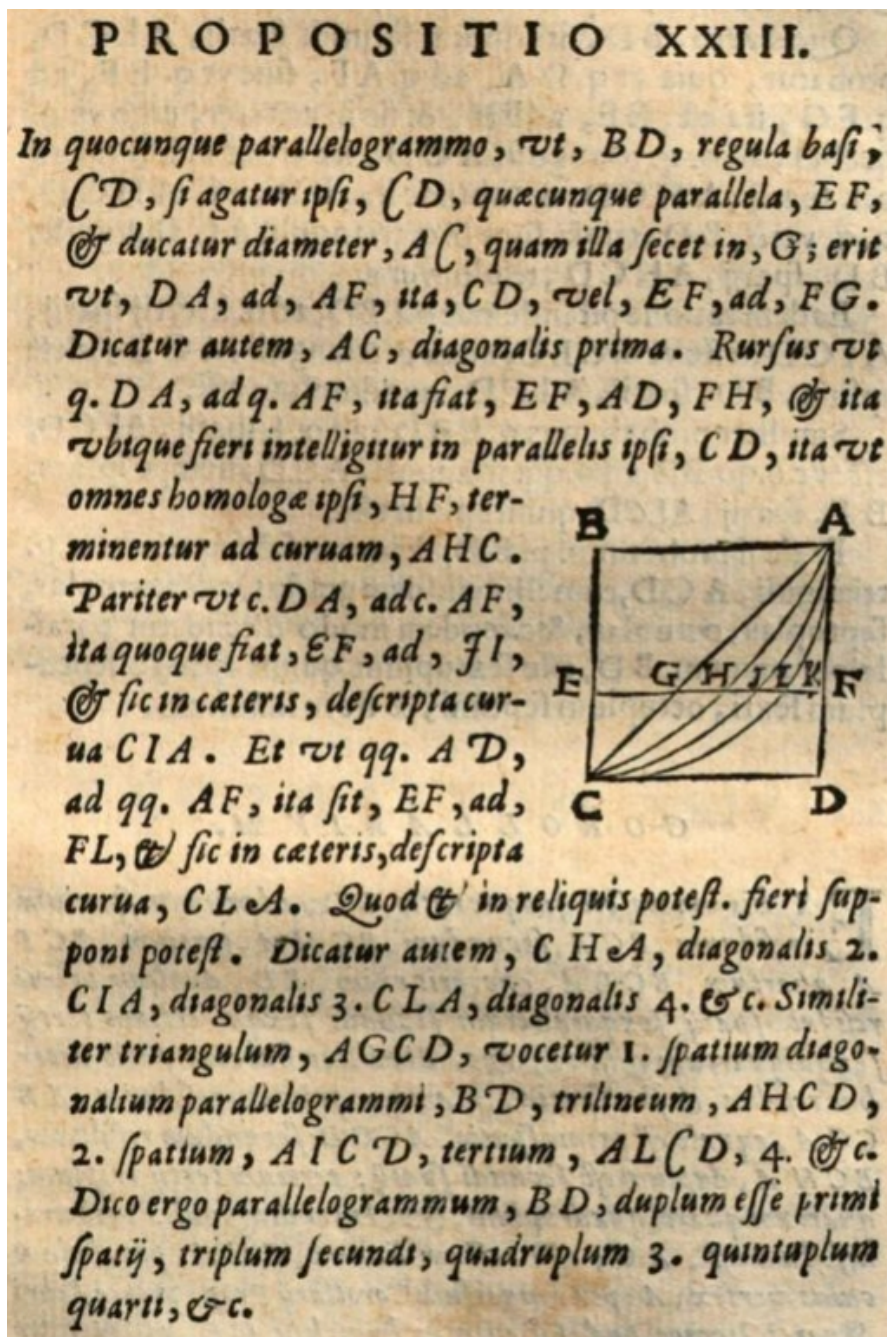 PROPOSITIO XXIII.
In quocunque parallelogrammo, vt, BD, regula baſi,
CD, ſi agatur ipſi, CD, quæcunque parallela, EF,
& ducatur diameter, AC, quam illa ſecet in, G; erit
vt, DA, ad, AF, ita, CD, vel, EF, ad, FG.
Dicatur autem, AC, diagonalis prima. Rurſus vt
q. DA, ad q. AF, ita fiat, EF, AD, FH, & ita
vbique fieri intelligitur in parallelis ipſi, CD, ita vt
omnes homologæ ipſi, HF, ter-
minentur ad curuam, AHC.
Pariter vt c. DA, ad c. AF,
ita quoque fiat, EF, ad, FI,
& ſic in cæteris, deſcripta cur-
ua CIA. Et vt qq. AD,
ad qq. AF, ita ſit, EF, ad,
FL, & ſic in cæteris, deſcripta
curua, CLA. Quod & in reliquis poteſt. fieri ſup-
poni poteſt. Dicatur autem, CHA, diagonalis 2.
CIA, diagonalis 3. CLA, diagonalis 4. &c. Simili-
ter triangulum, AGCD, vocetur 1. ſpatium diago-
nalium parallelogrammi, BD, trilineum, AHCD,
2. ſpatium, AICD, tertium, ALCD, 4. &c.
Dico ergo parallelogrammum, BD, duplum eſſe primi
ſpatij, triplum ſecundi, quadruplum 3. quintuplum
quarti, &c.
B A
E G H I L F
C D